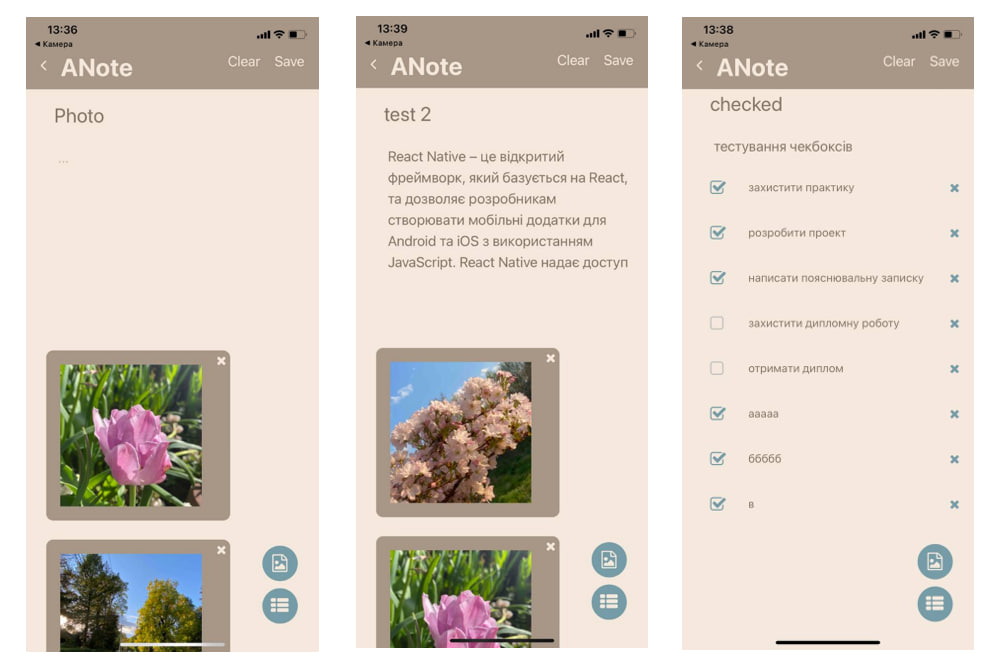 13:36
◄ Камера
ANote
Clear Save
Photo
...
13:39
◄ Камера
ANote
Clear Save
test 2
React Native – це відкритий
фреймворк, який базується на React,
та дозволяє розробникам
створювати мобільні додатки для
Android та iOS з використанням
JavaScript. React Native надає доступ
13:38
◄ Камера
ANote
Clear Save
checked
тестування чекбоксів
захистити практику
розробити проект
написати пояснювальну записку
захистити дипломну роботу
отримати диплом
ааааа
ббббб
в